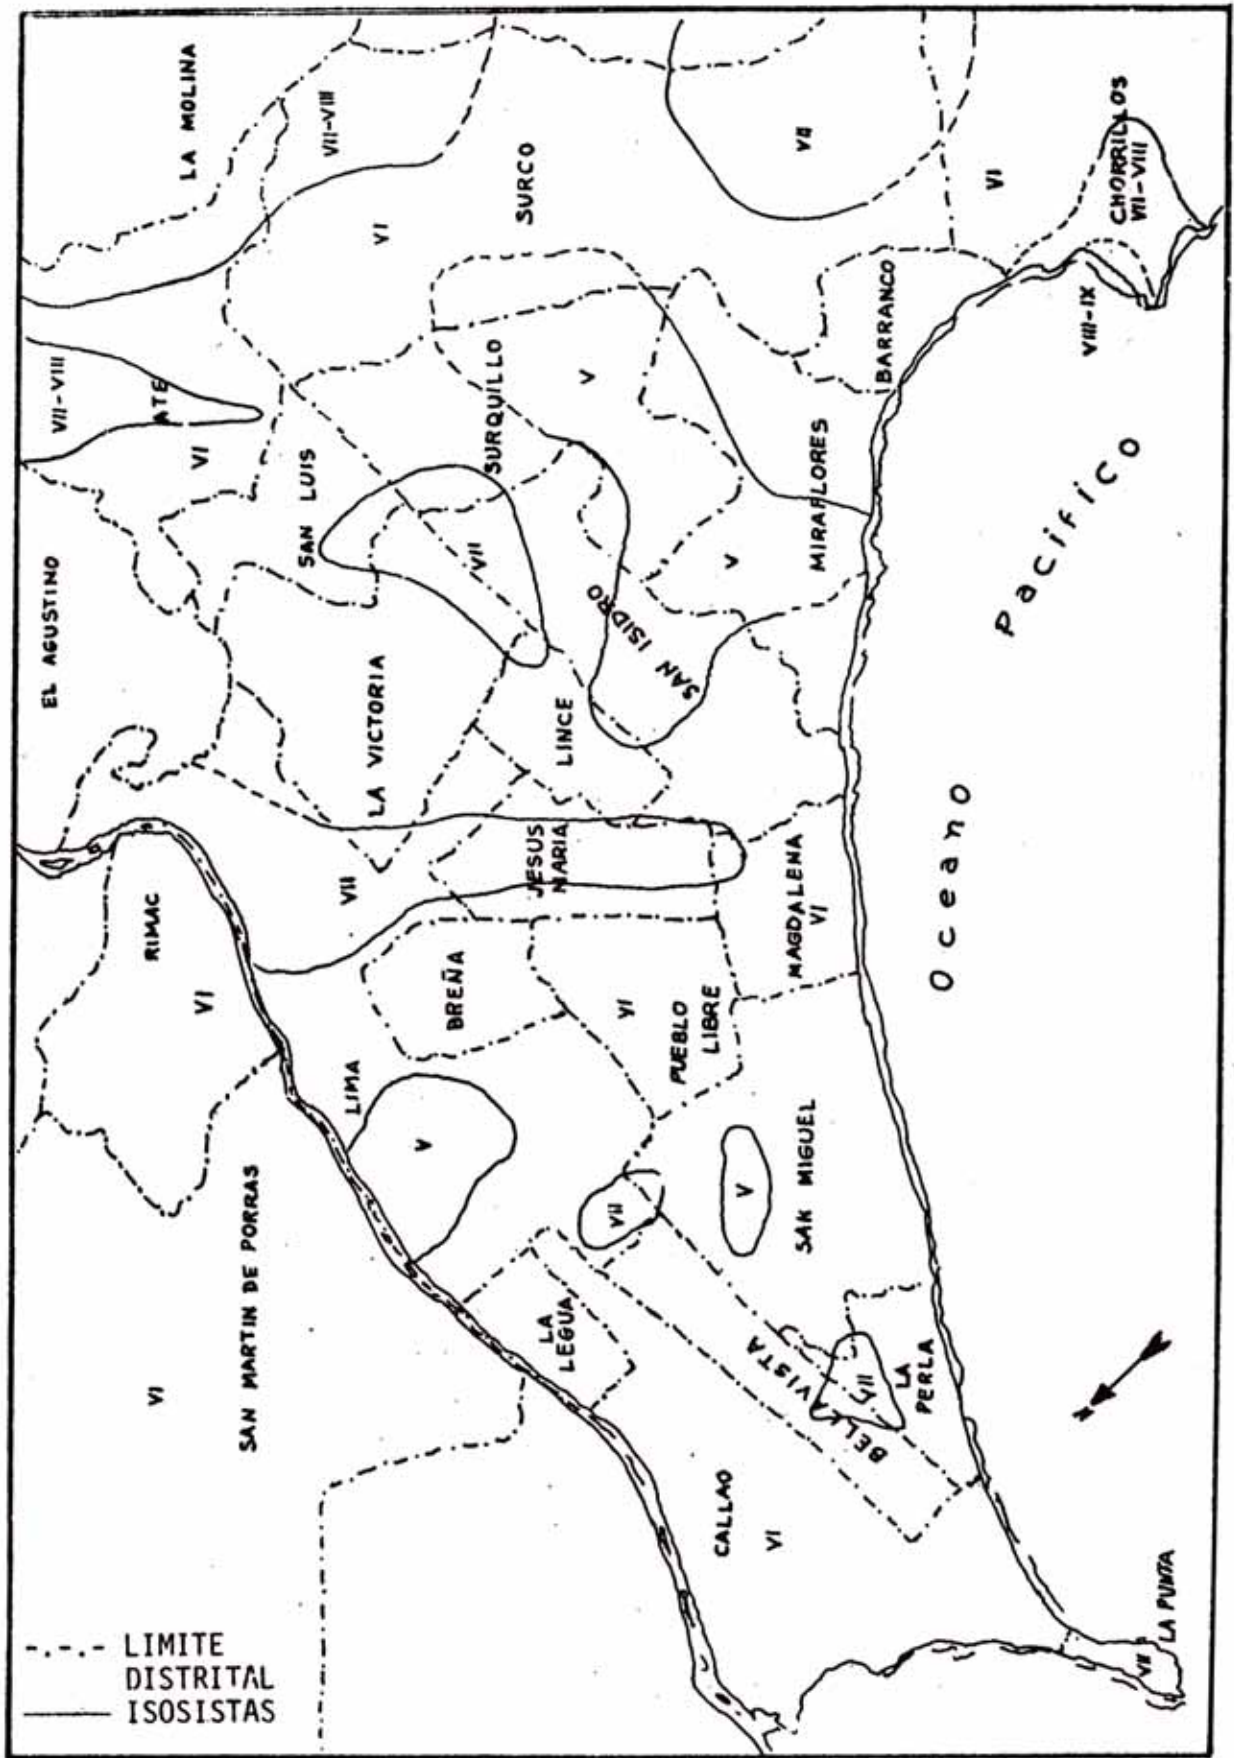 LA MOLINA
VII-VIII
VI
SURCO
VII
VI
CHORRILLOS
VII-VIII
VIII-IX
BARRANCO
VII-VIII
ATE
VI
SAN LUIS
SURQUILLO
V
MIRAFLORES
V
VII
EL AGUSTINO
SAN ISIDRO
LA VICTORIA
LINCE
Oceano Pacifico
RIMAC
VI
VII
JESUS
MARIA
MAGDALENA
VI
BREÑA
VI
PUEBLO
LIBRE
LIMA
V
VII
V
SAN MIGUEL
SAN MARTIN DE PORRAS
VI
LA
LEGUA
BELLAVISTA
VII
LA
PERLA
N
CALLAO
VI
VII
LA PUNTA
-.-.- LIMITE
DISTRITAL
ISOSISTAS